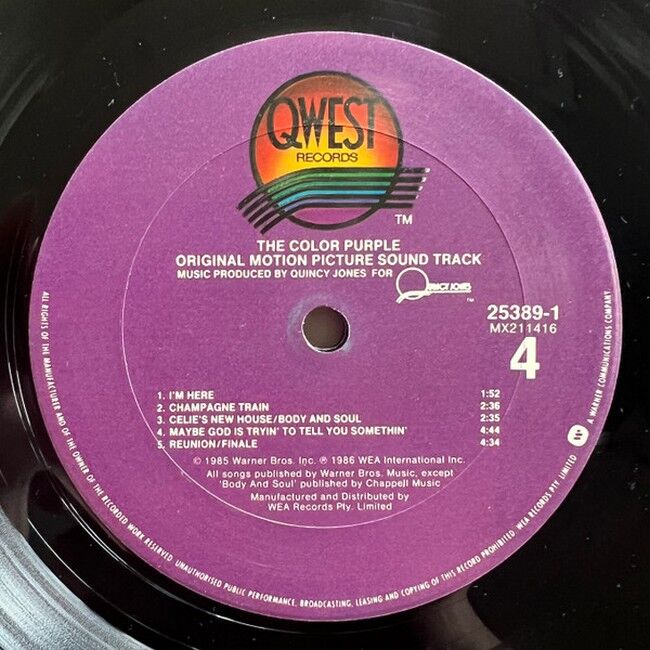 QWEST
RECORDS
TM
THE COLOR PURPLE
ORIGINAL MOTION PICTURE SOUND TRACK
MUSIC PRODUCED BY QUINCY JONES FOR QUINCY JONES
TM
25389-1
MX211416
4
1. I'M HERE 1:52
2. CHAMPAGNE TRAIN 2:36
3. CELIE'S NEW HOUSE/BODY AND SOUL 2:35
4. MAYBE GOD IS TRYIN' TO TELL YOU SOMETHIN' 4:44
5. REUNION/FINALE 4:34
© 1985 Warner Bros. Inc. ℗ 1986 WEA International Inc.
All songs published by Warner Bros. Music, except
'Body And Soul' published by Chappell Music
Manufactured and Distributed by
WEA Records Pty. Limited
ALL RIGHTS OF THE MANUFACTURER AND OF THE OWNER OF THE RECORDED WORK RESERVED. UNAUTHORISED PUBLIC PERFORMANCE, BROADCASTING, LEASING AND COPYING OF THIS RECORD PROHIBITED. WEA RECORDS PTY. LIMITED A WARNER COMMUNICATIONS COMPANY.